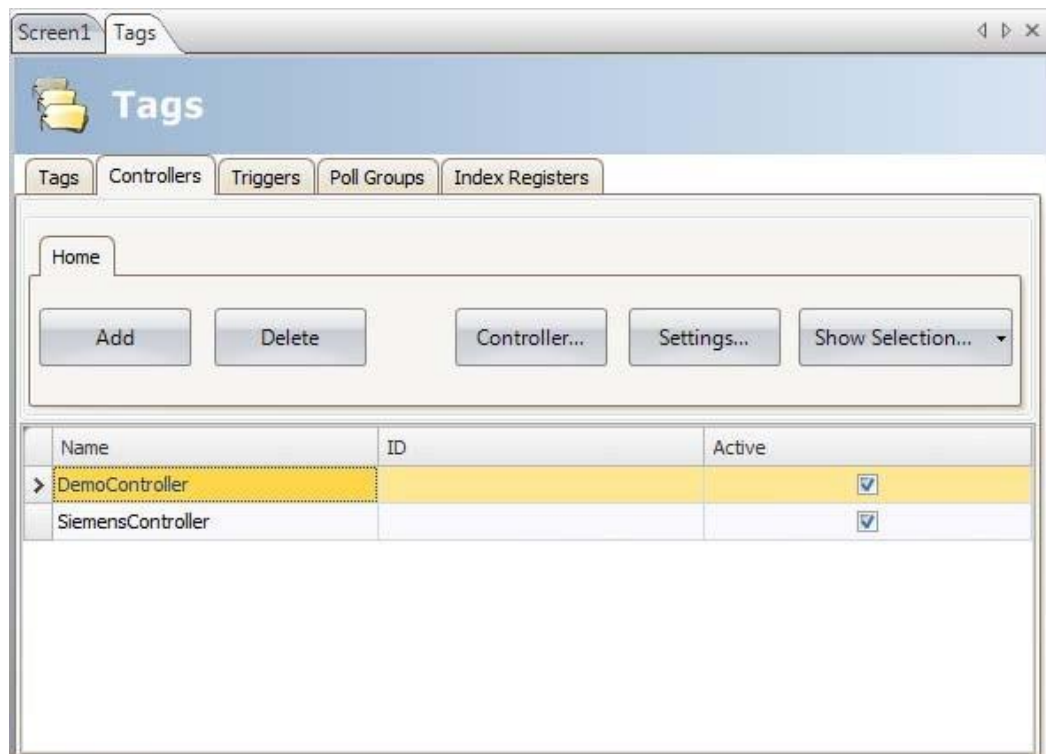 Screen1 Tags
Tags
Tags Controllers Triggers Poll Groups Index Registers
Home
Add Delete Controller... Settings... Show Selection...
Name ID Active
DemoController
SiemensController